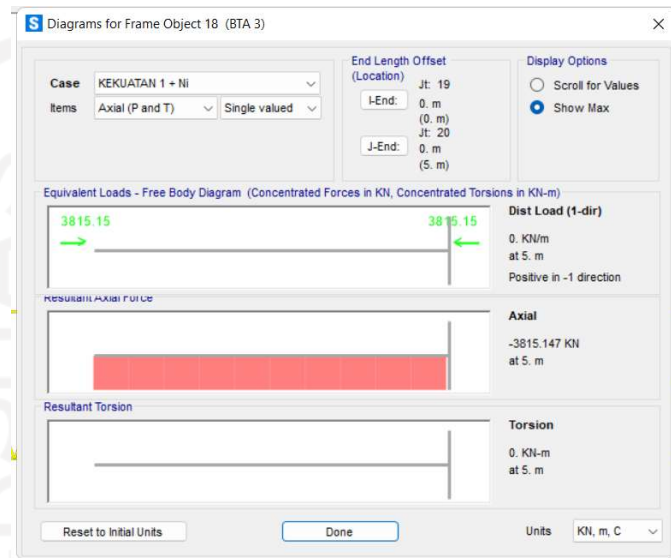 S Diagrams for Frame Object 18 (BTA 3)
Case KEKUATAN 1 + Ni
Items Axial (P and T) Single valued
End Length Offset
(Location)
Jt: 19
I-End: 0. m
(0. m)
Jt: 20
J-End: 0. m
(5. m)
Display Options
Scroll for Values
Show Max
Equivalent Loads - Free Body Diagram (Concentrated Forces in KN, Concentrated Torsions in KN-m)
3815.15 3815.15
Dist Load (1-dir)
0. KN/m
at 5. m
Positive in -1 direction
Resultant Axial Force
Axial
-3815.147 KN
at 5. m
Resultant Torsion
Torsion
0. KN-m
at 5. m
Reset to Initial Units Done Units KN, m, C